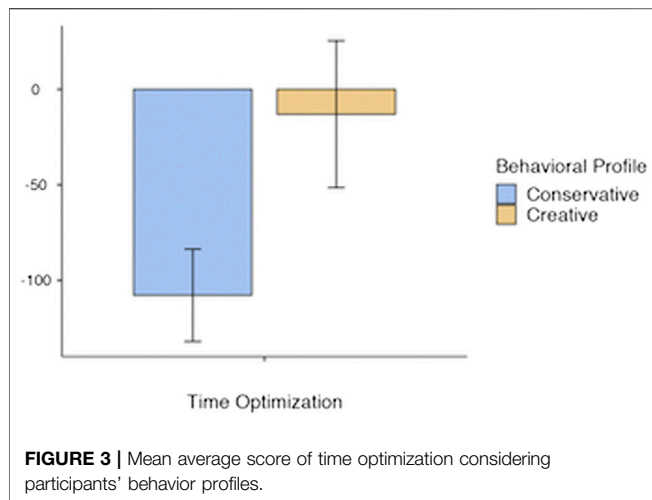 0
-50
-100
Time Optimization
Behavioral Profile
Conservative
Creative
FIGURE 3 | Mean average score of time optimization considering
participants’ behavior profiles.